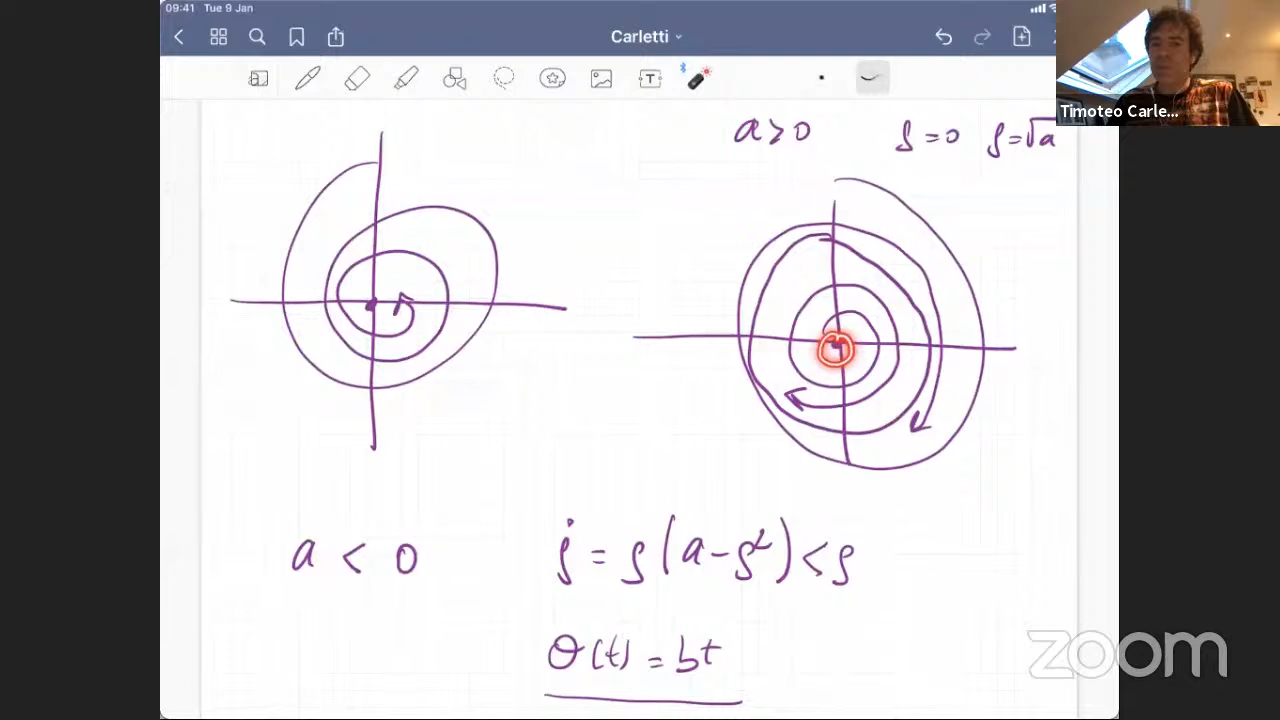 09:41 Tue 9 Jan
Carletti
T
Timoteo Carle...
a > 0 ρ = 0 ρ = √a
a < 0 ρ̇ = ρ(a - ρ²) < ρ
θ(t) = bt
zoom